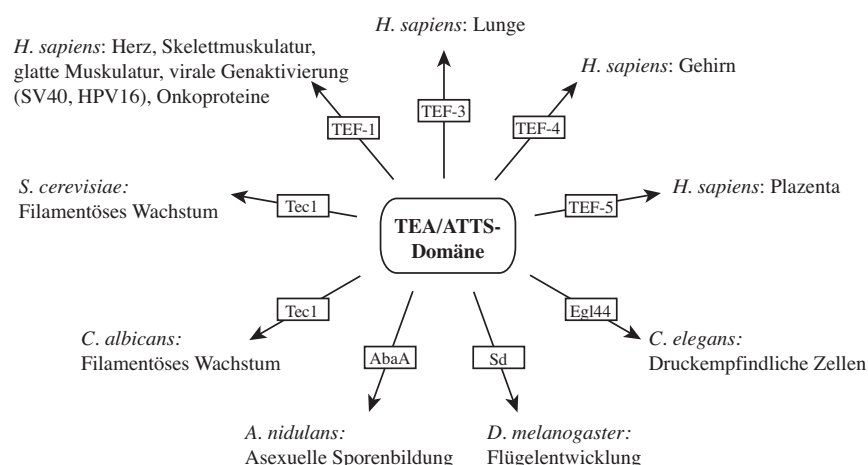 H. sapiens: Lunge
H. sapiens: Herz, Skelettmuskulatur,
glatte Muskulatur, virale Genaktivierung
(SV40, HPV16), Onkoproteine
H. sapiens: Gehirn
TEF-1
TEF-3
TEF-4
S. cerevisiae:
Filamentöses Wachstum
Tec1
TEA/ATTS-
Domäne
TEF-5
H. sapiens: Plazenta
C. albicans:
Filamentöses Wachstum
Tec1
Egl44
C. elegans:
Druckempfindliche Zellen
AbaA
Sd
A. nidulans:
Asexuelle Sporenbildung
D. melanogaster:
Flügelentwicklung